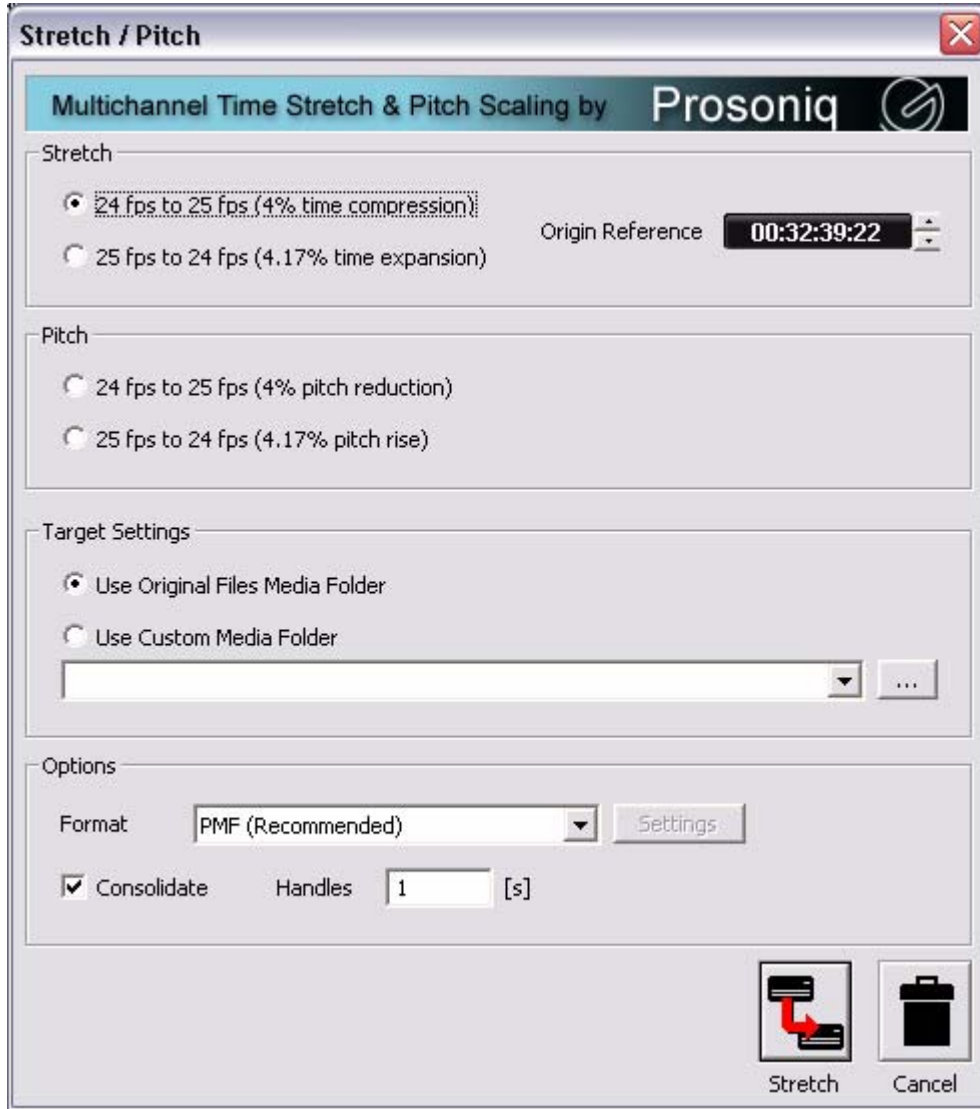 Stretch / Pitch
Multichannel Time Stretch & Pitch Scaling by Prosoniq
Stretch
24 fps to 25 fps (4% time compression)
Origin Reference 00:32:39:22
25 fps to 24 fps (4.17% time expansion)
Pitch
24 fps to 25 fps (4% pitch reduction)
25 fps to 24 fps (4.17% pitch rise)
Target Settings
Use Original Files Media Folder
Use Custom Media Folder
...
Options
Format PMF (Recommended) Settings
Consolidate Handles 1 [s]
Stretch Cancel